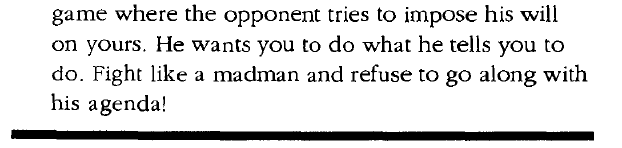 game where the opponent tries to impose his will
on yours. He wants you to do what he tells you to
do. Fight like a madman and refuse to go along with
his agenda!